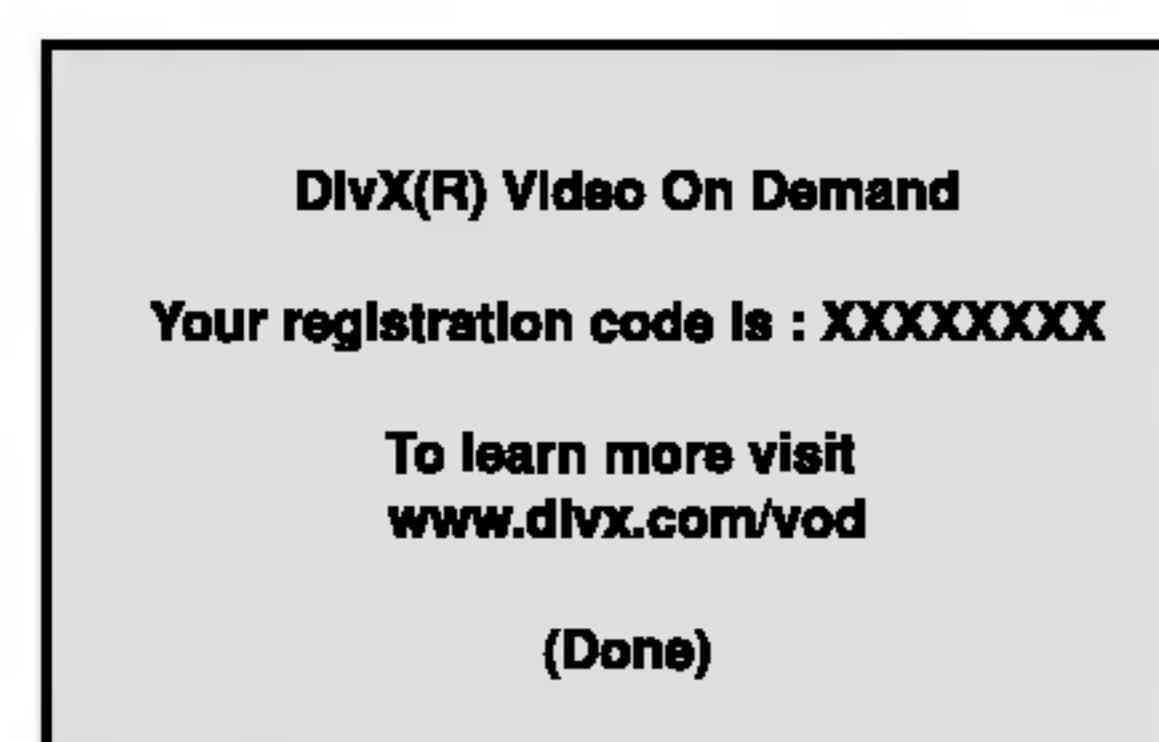 DivX(R) Video On Demand
Your registration code is : XXXXXXXX
To learn more visit
www.divx.com/vod
(Done)